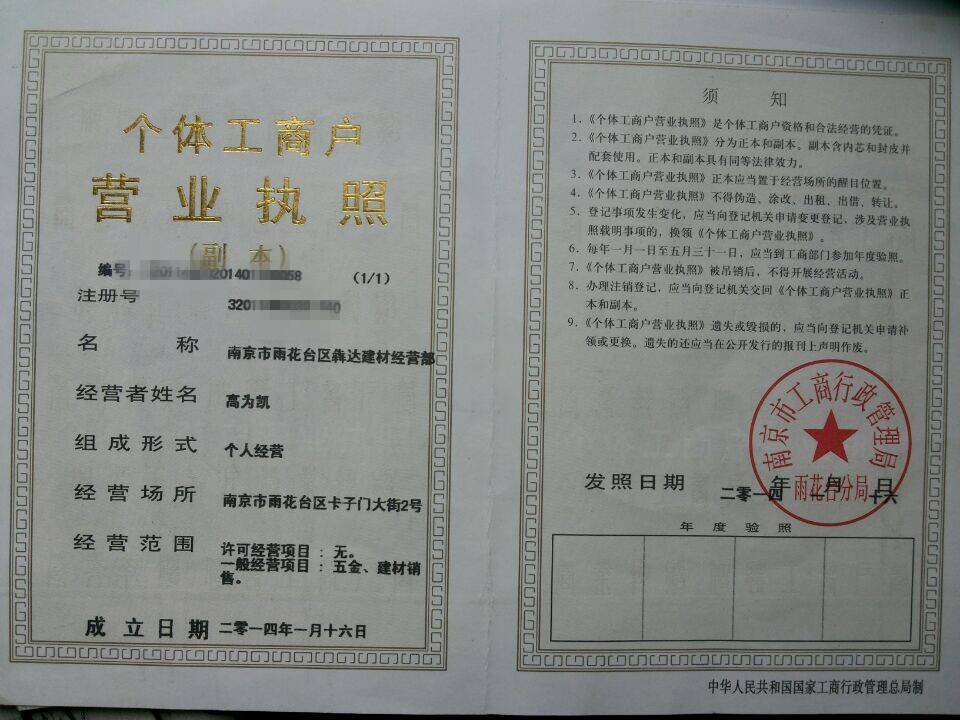 个体工商户
营业执照
(副本)
编号 2011 201401 058 (1/1)
注册号 3201 540
名称 南京市雨花台区犇达建材经营部
经营者姓名 高为凯
组成形式 个人经营
经营场所 南京市雨花台区卡子门大街2号
经营范围 许可经营项目：无。
一般经营项目：五金、建材销
售。
成立日期 二零一四年一月十六日
须知
1.《个体工商户营业执照》是个体工商户资格和合法经营的凭证。
2.《个体工商户营业执照》分为正本和副本。副本含内芯和封皮并
配套使用。正本和副本具有同等法律效力。
3.《个体工商户营业执照》正本应当置于经营场所的醒目位置。
4.《个体工商户营业执照》不得伪造、涂改、出租、出借、转让。
5. 登记事项发生变化，应当向登记机关申请变更登记，涉及营业执
照载明事项的，换领《个体工商户营业执照》。
6. 每年一月一日至五月三十一日，应当到工商部门参加年度验照。
7.《个体工商户营业执照》被吊销后，不得开展经营活动。
8. 办理注销登记，应当向登记机关交回《个体工商户营业执照》正
本和副本。
9.《个体工商户营业执照》遗失或毁损的，应当向登记机关申请补
领或更换。遗失的还应当在公开发行的报刊上声明作废。
南京市工商行政管理局
雨花台分局
发照日期 二零一四年一月十六日
年度验照
中华人民共和国国家工商行政管理总局制